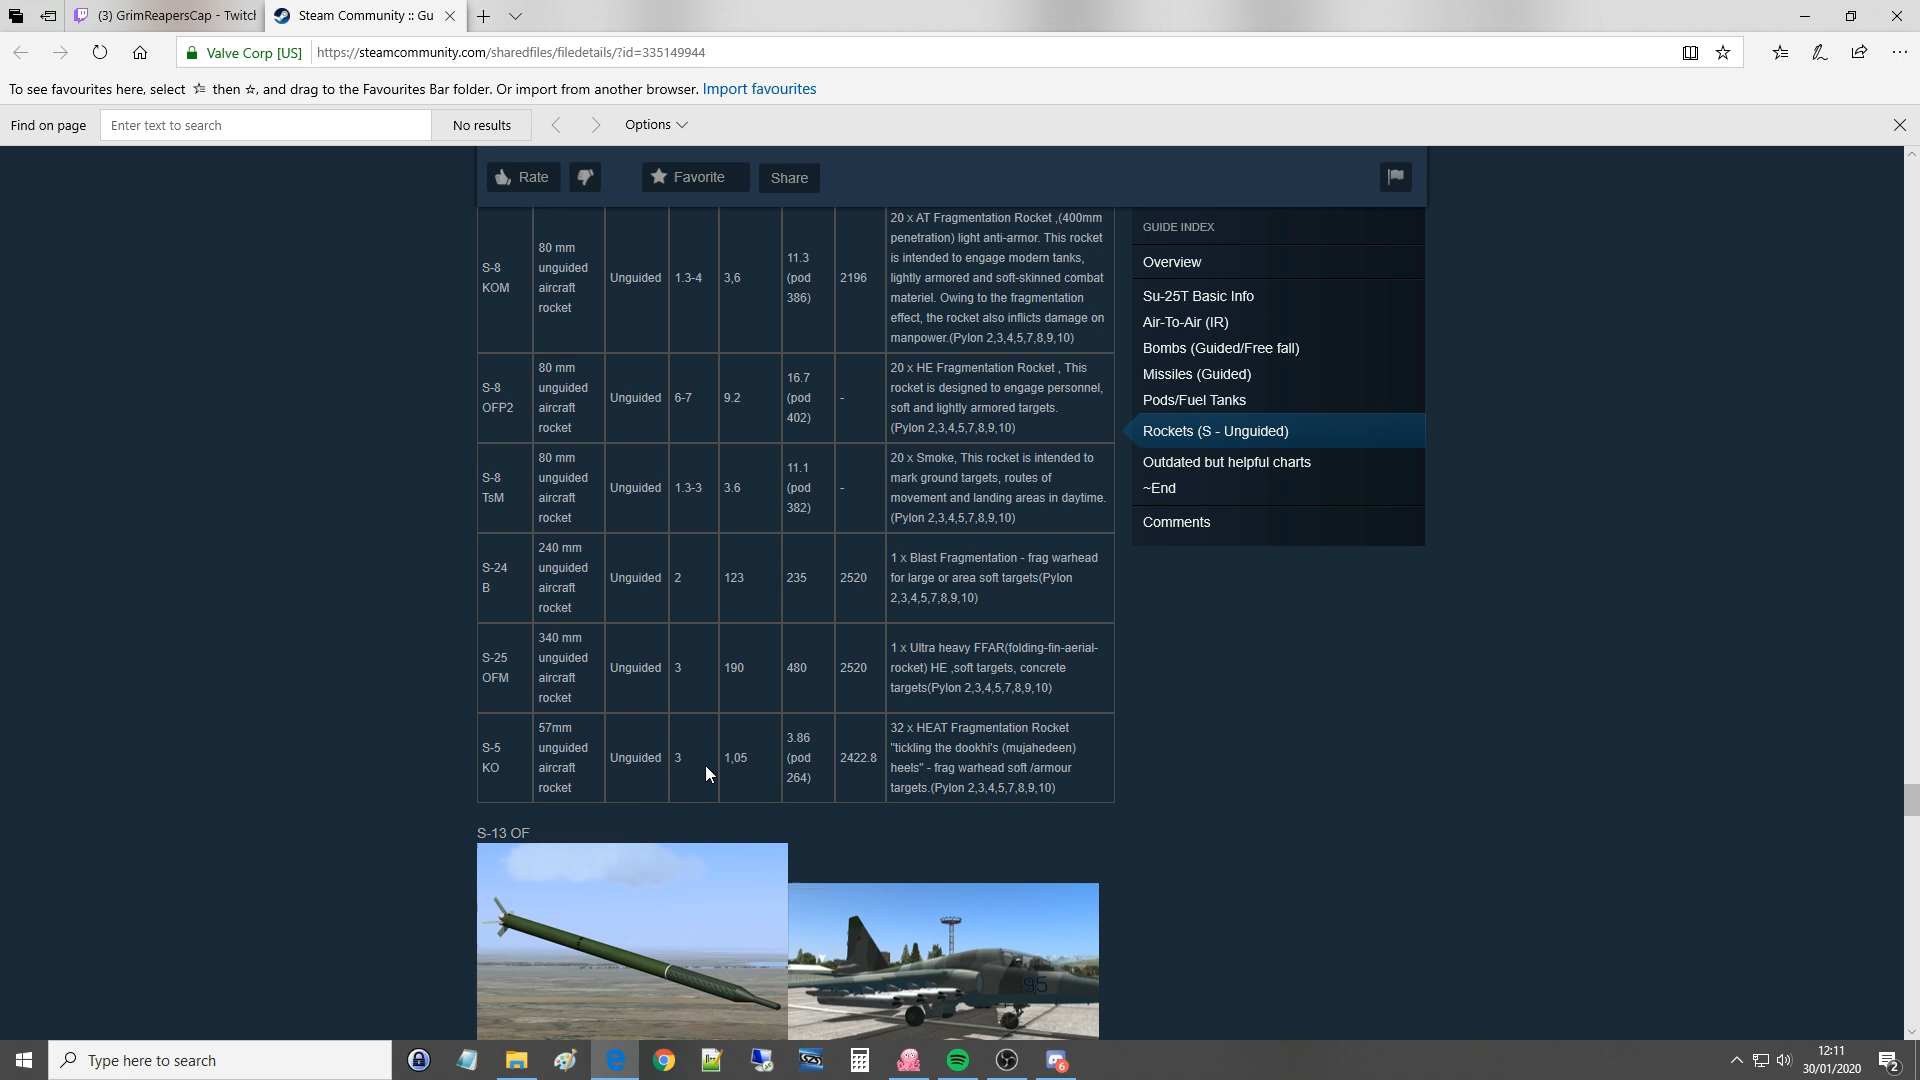 (3) GrimReapersCap - Twitch
Steam Community :: Gu
Valve Corp [US]
https://steamcommunity.com/sharedfiles/filedetails/?id=335149944
To see favourites here, select ☆ then ☆, and drag to the Favourites Bar folder. Or import from another browser. Import favourites
Find on page
Enter text to search
No results
Options
Rate
Favorite
Share
S-8
KOM
80 mm
unguided
aircraft
rocket
Unguided
1.3-4
3,6
11.3
(pod
386)
2196
20 x AT Fragmentation Rocket ,(400mm
penetration) light anti-armor. This rocket
is intended to engage modern tanks,
lightly armored and soft-skinned combat
materiel. Owing to the fragmentation
effect, the rocket also inflicts damage on
manpower.(Pylon 2,3,4,5,7,8,9,10)
S-8
OFP2
80 mm
unguided
aircraft
rocket
Unguided
6-7
9.2
16.7
(pod
402)
-
20 x HE Fragmentation Rocket , This
rocket is designed to engage personnel,
soft and lightly armored targets.
(Pylon 2,3,4,5,7,8,9,10)
S-8
TsM
80 mm
unguided
aircraft
rocket
Unguided
1.3-3
3.6
11.1
(pod
382)
-
20 x Smoke, This rocket is intended to
mark ground targets, routes of
movement and landing areas in daytime.
(Pylon 2,3,4,5,7,8,9,10)
S-24
B
240 mm
unguided
aircraft
rocket
Unguided
2
123
235
2520
1 x Blast Fragmentation - frag warhead
for large or area soft targets(Pylon
2,3,4,5,7,8,9,10)
S-25
OFM
340 mm
unguided
aircraft
rocket
Unguided
3
190
480
2520
1 x Ultra heavy FFAR(folding-fin-aerial-
rocket) HE ,soft targets, concrete
targets(Pylon 2,3,4,5,7,8,9,10)
S-5
KO
57mm
unguided
aircraft
rocket
Unguided
3
1,05
3.86
(pod
264)
2422.8
32 x HEAT Fragmentation Rocket
"tickling the dookhi's (mujahedeen)
heels" - frag warhead soft /armour
targets.(Pylon 2,3,4,5,7,8,9,10)
S-13 OF
95
GUIDE INDEX
Overview
Su-25T Basic Info
Air-To-Air (IR)
Bombs (Guided/Free fall)
Missiles (Guided)
Pods/Fuel Tanks
Rockets (S - Unguided)
Outdated but helpful charts
~End
Comments
Type here to search
6
12:11
30/01/2020
2